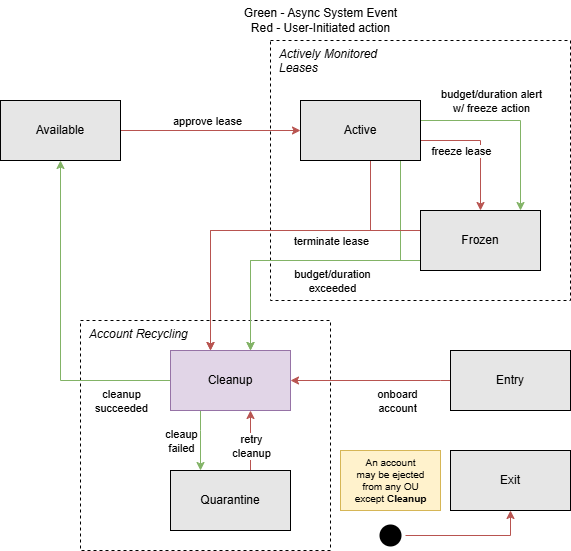 Green - Async System Event
Red - User-Initiated action
Actively Monitored
Leases
budget/duration alert
w/ freeze action
approve lease
Available
Active
freeze lease
terminate lease
Frozen
budget/duration
exceeded
Account Recycling
Cleanup
Entry
cleanup
succeeded
onboard
account
cleaup
failed
retry
cleanup
Quarantine
An account
may be ejected
from any OU
except Cleanup
Exit